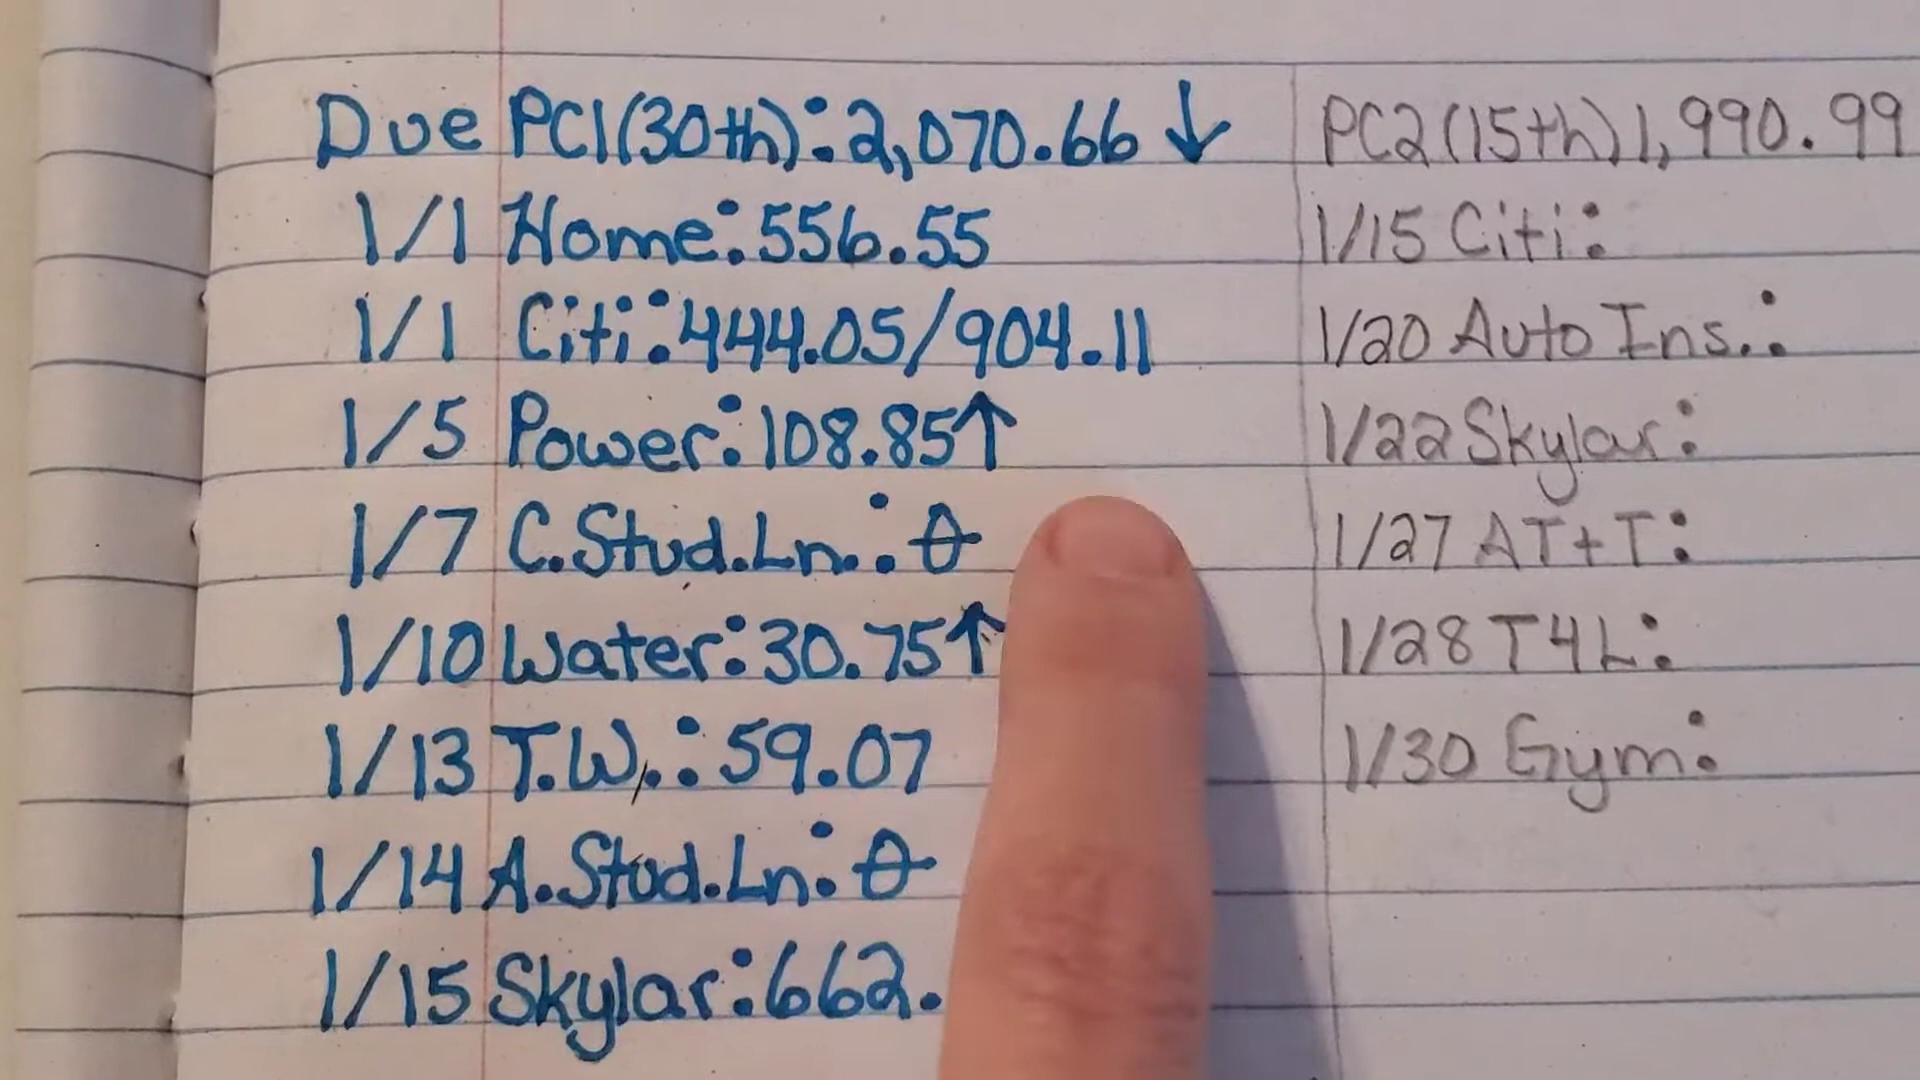 Due PC1(30th): 2,070.66 ↓
1/1 Home: 556.55
1/1 Citi: 444.05/904.11
1/5 Power: 108.85↑
1/7 C.Stud.Ln.: 0
1/10 Water: 30.75↑
1/13 T.W.: 59.07
1/14 A.Stud.Ln: 0
1/15 Skylar: 662.
PC2(15th) 1,990.99
1/15 Citi:
1/20 Auto Ins.:
1/22 Skylar:
1/27 AT+T:
1/28 T4L:
1/30 Gym: